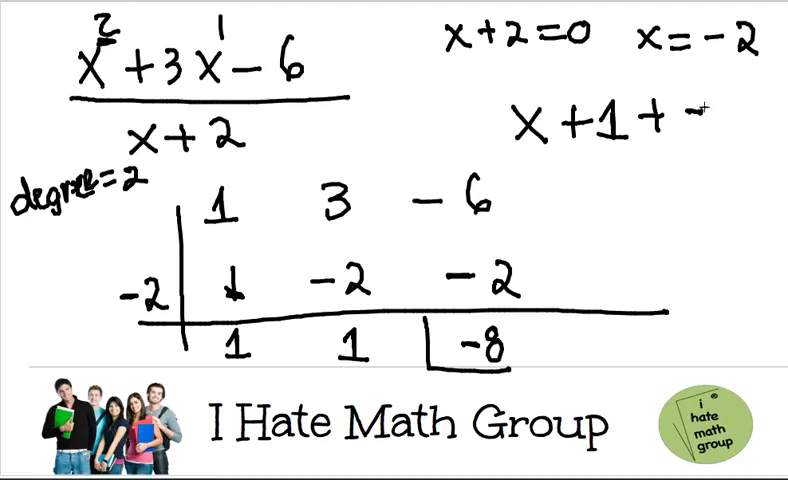 x² + 3x¹ - 6
x + 2
x + 2 = 0 x = -2
x + 1 + -
degree = 2
1 3 -6
-2 ↓ -2 -2
1 1 -8
I Hate Math Group
i
hate
math
group